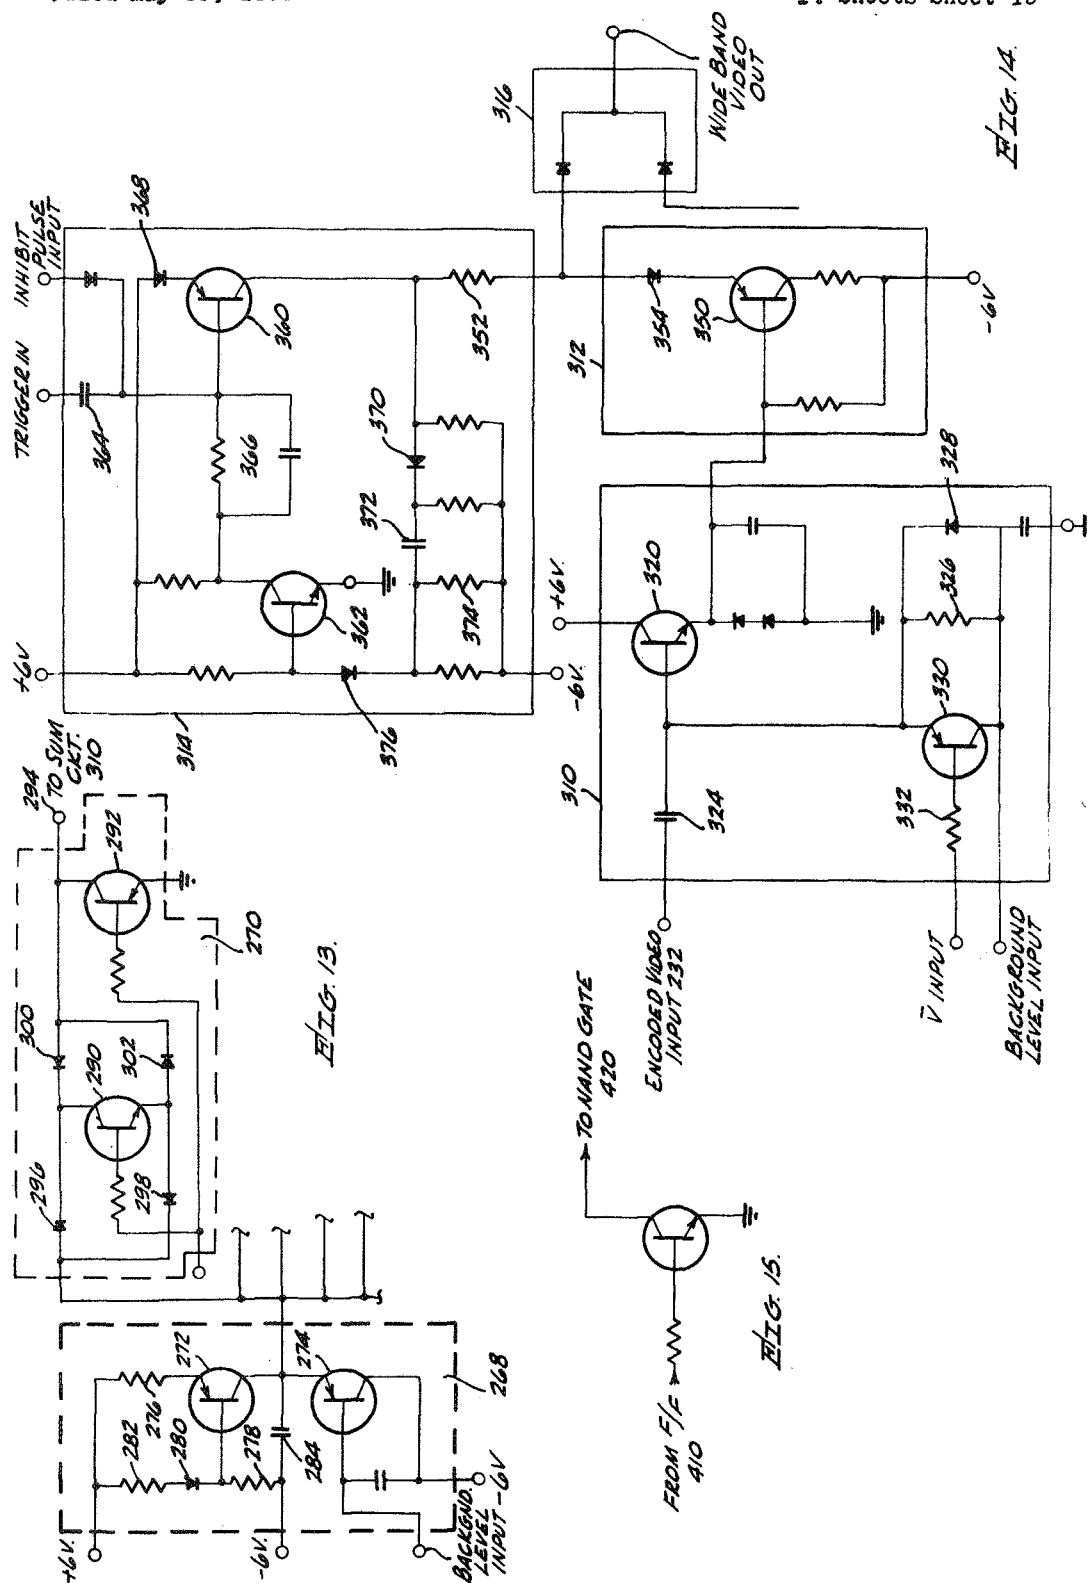 294
TO SUM
CKT.
310
300
292
296
290
302
298
270
FIG. 13.
+6V.
282
280
276
272
278
274
284
-6V.
268
BACKGND.
LEVEL
INPUT
-6V
TRIGGER IN
INHIBIT
PULSE
INPUT
+6V
364
368
360
366
362
314
376
372
370
374
352
-6V.
316
WIDE BAND
VIDEO
OUT
312
354
350
-6V
FIG. 14.
+6V.
320
310
324
328
326
330
332
ENCODED VIDEO
INPUT 232
V̄ INPUT
BACKGROUND
LEVEL INPUT
TO NAND GATE
420
FROM F/F
410
FIG. 15.